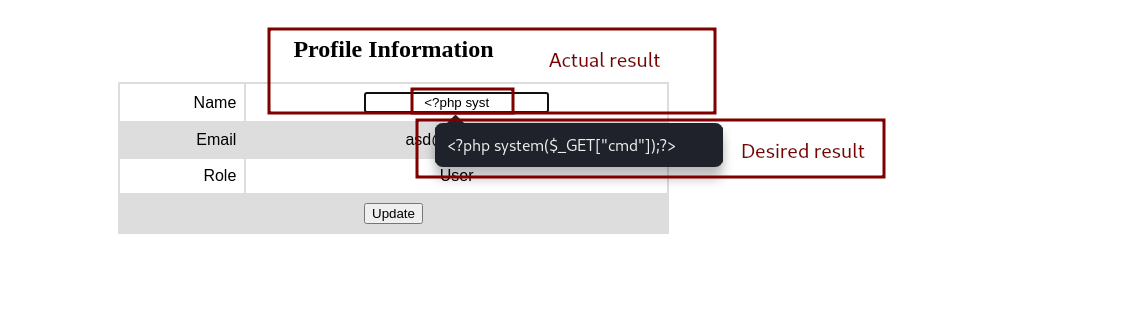 Profile Information
Actual result
Name
<?php syst
Email
asd
<?php system($_GET["cmd"]);?>
Desired result
Role
User
Update